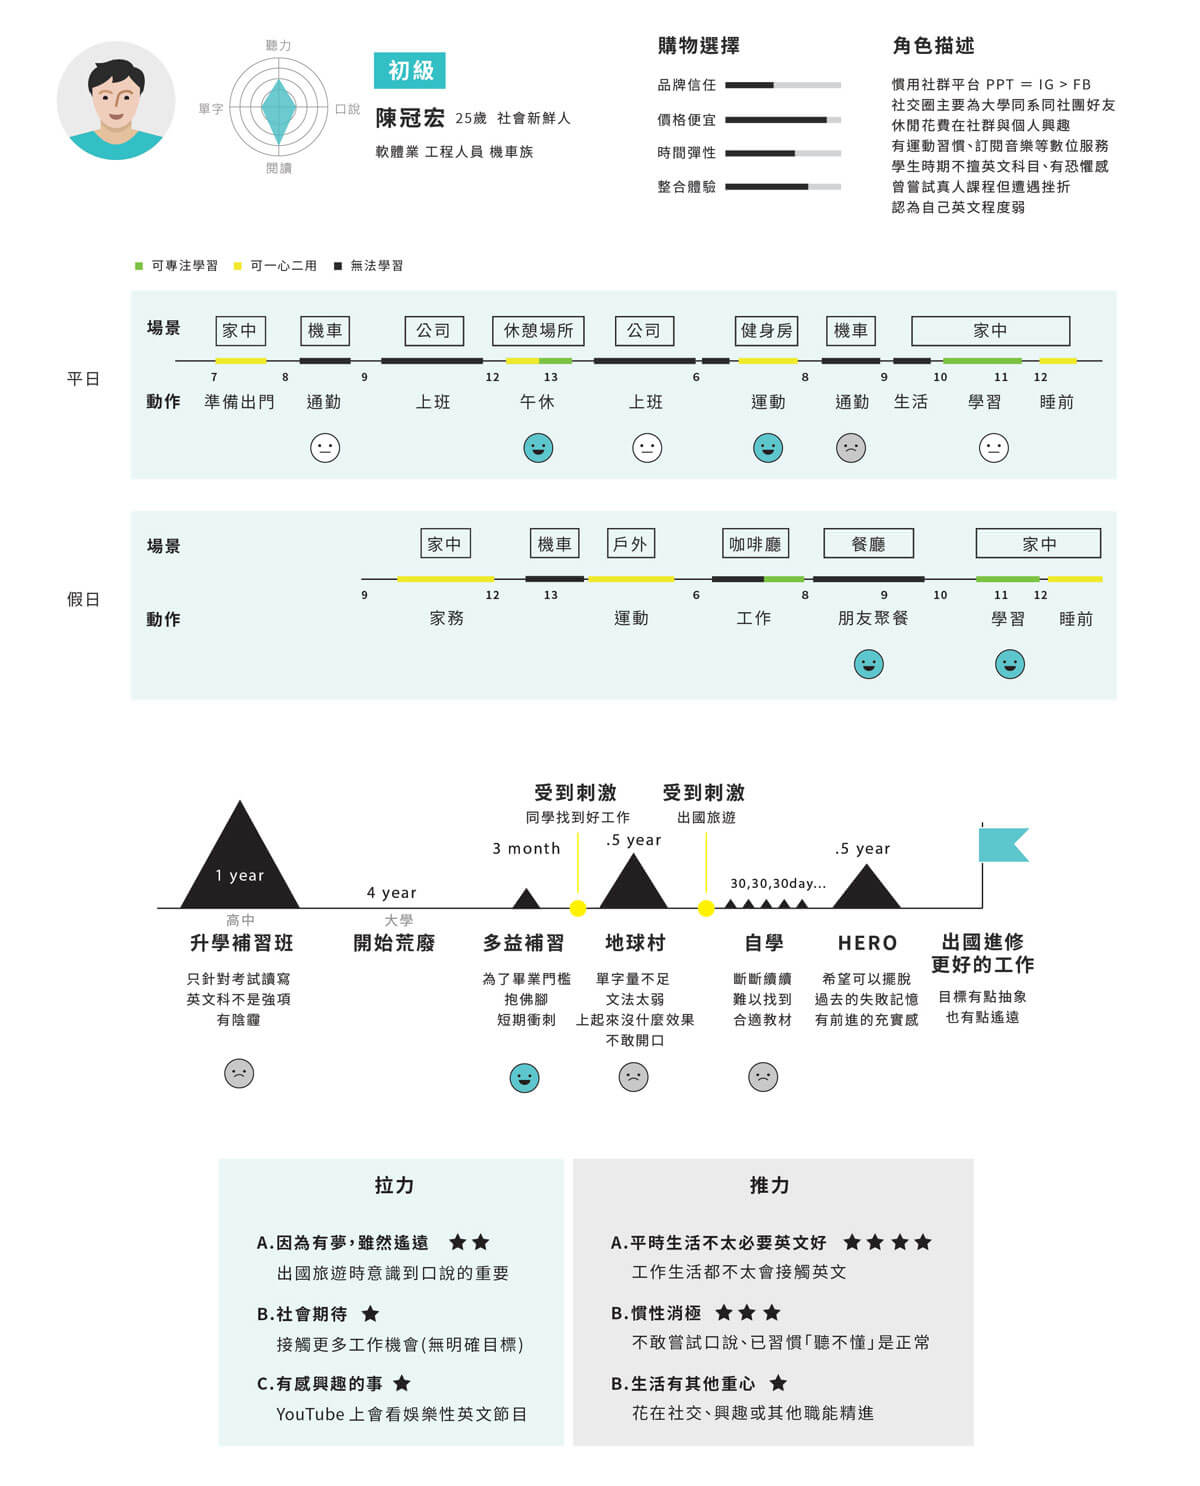 聽力
單字
口說
閱讀
初級
陳冠宏 25歲 社會新鮮人
軟體業 工程人員 機車族
購物選擇
品牌信任
價格便宜
時間彈性
整合體驗
角色描述
慣用社群平台 PPT = IG > FB
社交圈主要為大學同系同社團好友
休閒花費在社群與個人興趣
有運動習慣、訂閱音樂等數位服務
學生時期不擅英文科目、有恐懼感
曾嘗試真人課程但遭遇挫折
認為自己英文程度弱
可專注學習 可一心二用 無法學習
平日
場景 家中 機車 公司 休憩場所 公司 健身房 機車 家中
7 8 9 12 13 6 8 9 10 11 12
動作 準備出門 通勤 上班 午休 上班 運動 通勤 生活 學習 睡前
假日
場景 家中 機車 戶外 咖啡廳 餐廳 家中
9 12 13 6 8 9 10 11 12
動作 家務 運動 工作 朋友聚餐 學習 睡前
受到刺激
同學找到好工作
受到刺激
出國旅遊
1 year
4 year
3 month
.5 year
30,30,30day...
.5 year
高中
升學補習班
只針對考試讀寫
英文科不是強項
有陰霾
大學
開始荒廢
多益補習
為了畢業門檻
抱佛腳
短期衝刺
地球村
單字量不足
文法太弱
上起來沒什麼效果
不敢開口
自學
斷斷續續
難以找到
合適教材
HERO
希望可以擺脫
過去的失敗記憶
有前進的充實感
出國進修
更好的工作
目標有點抽象
也有點遙遠
拉力
A.因為有夢,雖然遙遠 ★★
出國旅遊時意識到口說的重要
B.社會期待 ★
接觸更多工作機會(無明確目標)
C.有感興趣的事 ★
YouTube 上會看娛樂性英文節目
推力
A.平時生活不太必要英文好 ★★★★
工作生活都不太會接觸英文
B.慣性消極 ★★★
不敢嘗試口說、已習慣「聽不懂」是正常
B.生活有其他重心 ★
花在社交、興趣或其他職能精進